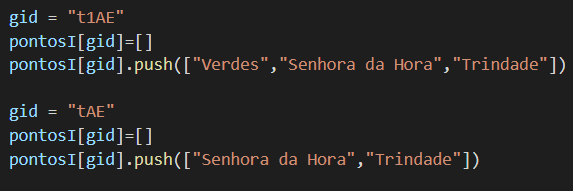 gid = "t1AE"
pontosI[gid]=[]
pontosI[gid].push(["Verdes","Senhora da Hora","Trindade"])
gid = "tAE"
pontosI[gid]=[]
pontosI[gid].push(["Senhora da Hora","Trindade"])